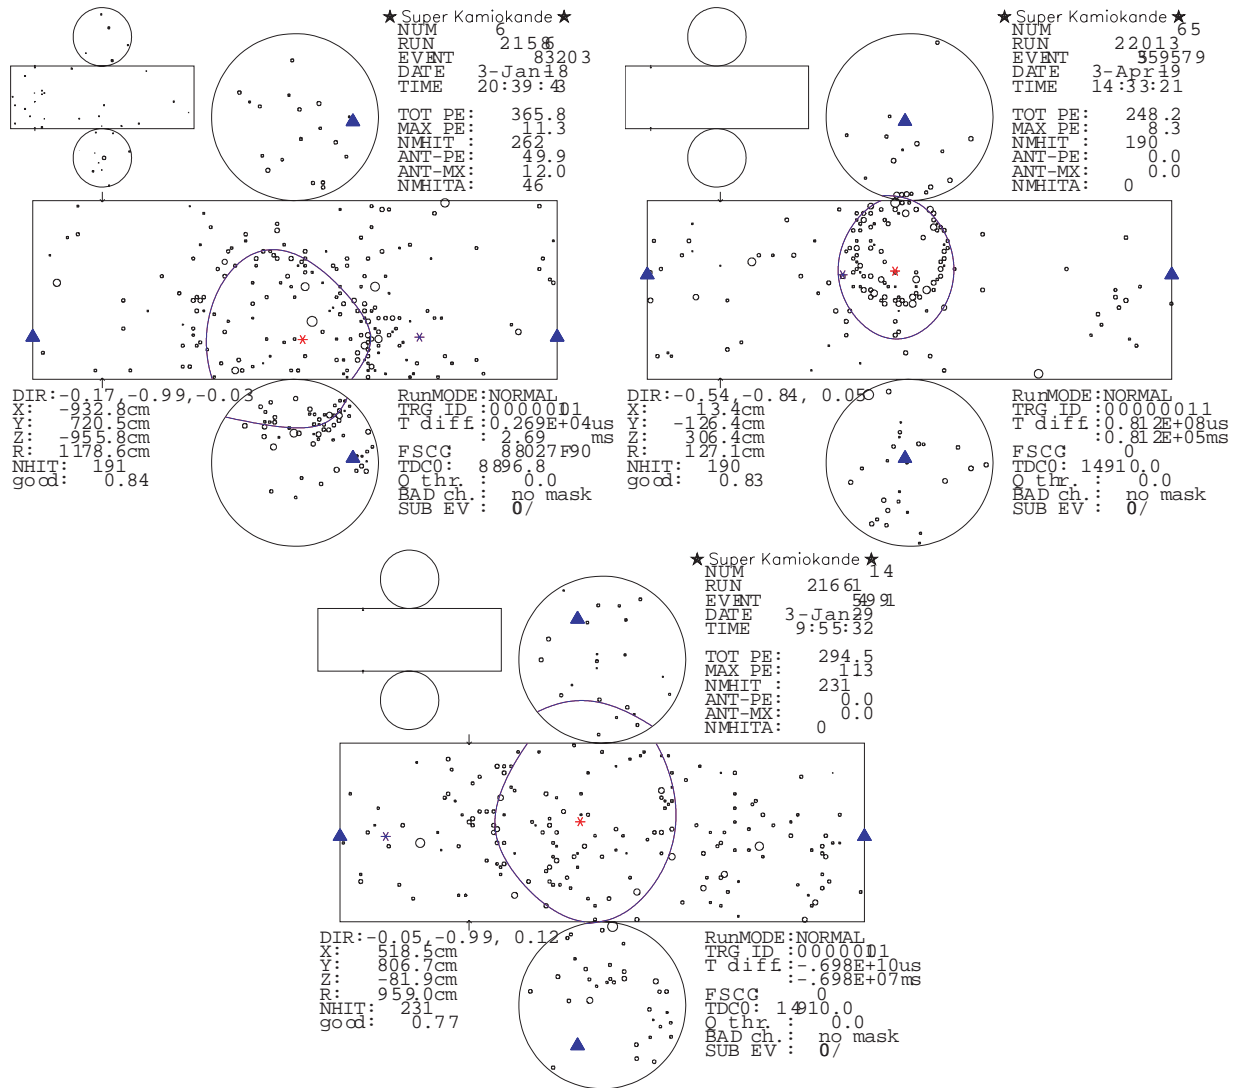 ★ Super Kamiokande ★
NUM 6
RUN 21586
EVENT 83203
DATE 3-Jan-18
TIME 20:39:43
TOT PE: 365.8
MAX PE: 11.3
NMHIT : 262
ANT-PE: 49.9
ANT-MX: 12.0
NMHITA: 46
DIR:-0.17,-0.99,-0.03
X: -932.8cm
Y: 720.5cm
Z: -955.8cm
R: 1178.6cm
NHIT: 191
good: 0.84
RunMODE:NORMAL
TRG ID :00000011
T diff.:0.269E+04us
: 2.69 ms
FSCC: 88027F90
TDC0: 8896.8
Q thr. : 0.0
BAD ch.: no mask
SUB EV : 0/
★ Super Kamiokande ★
NUM 65
RUN 22013
EVENT 59579
DATE 3-Apr-19
TIME 14:33:21
TOT PE: 248.2
MAX PE: 8.3
NMHIT : 190
ANT-PE: 0.0
ANT-MX: 0.0
NMHITA: 0
DIR:-0.54,-0.84, 0.05
X: 13.4cm
Y: -126.4cm
Z: 306.4cm
R: 127.1cm
NHIT: 190
good: 0.83
RunMODE:NORMAL
TRG ID :00000011
T diff.:0.812E+08us
:0.812E+05ms
FSCC: 0
TDC0: 14910.0
Q thr. : 0.0
BAD ch.: no mask
SUB EV : 0/
★ Super Kamiokande ★
NUM 14
RUN 21661
EVENT
DATE 3-Jan-29
TIME 9:55:32
TOT PE: 294.5
MAX PE: 113
NMHIT : 231
ANT-PE: 0.0
ANT-MX: 0.0
NMHITA: 0
DIR:-0.05,-0.99, 0.12
X: 518.5cm
Y: 806.7cm
Z: -81.9cm
R: 959.0cm
NHIT: 231
good: 0.77
RunMODE:NORMAL
TRG ID :00000011
T diff.:-.698E+10us
:-.698E+07ms
FSCC: 0
TDC0: 14910.0
Q thr. : 0.0
BAD ch.: no mask
SUB EV : 0/